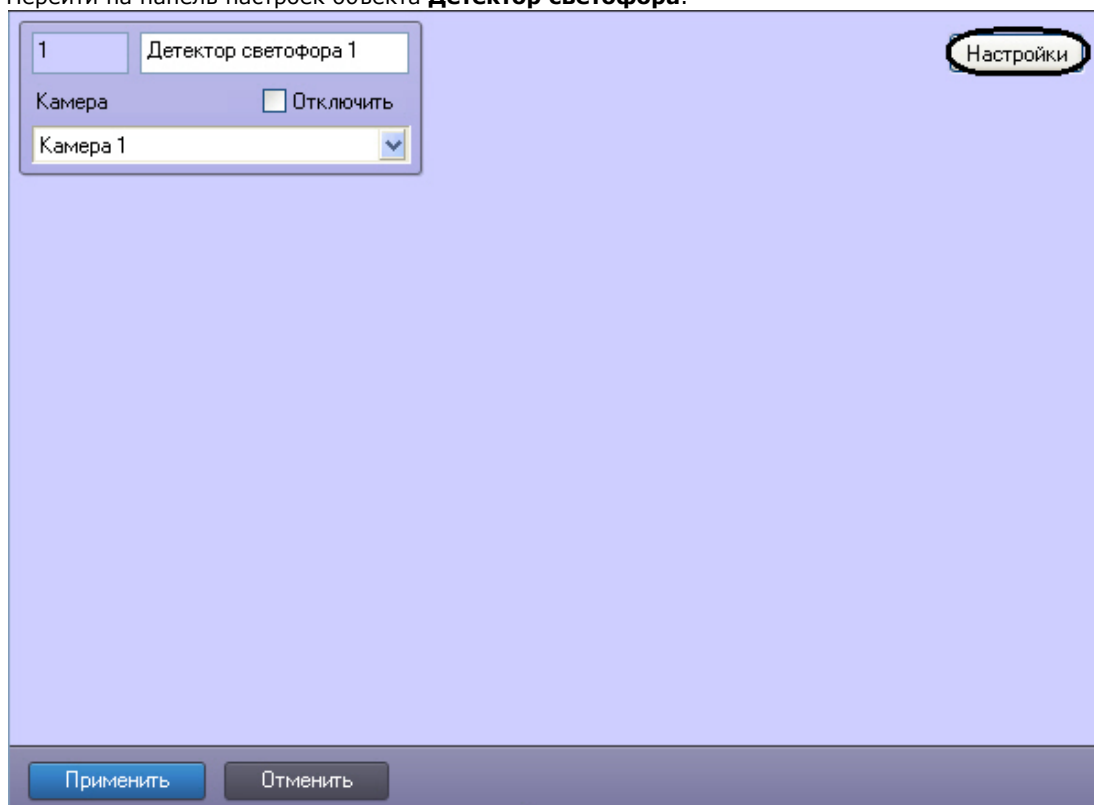 Перейти на панель настроек объекта Детектор светофора.
1 Детектор светофора 1
Настройки
Камера Отключить
Камера 1
Применить Отменить